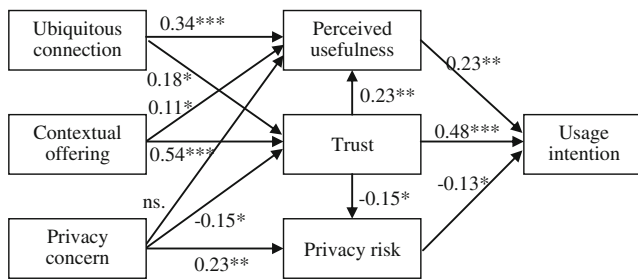 Ubiquitous
connection
0.34***
Perceived
usefulness
0.18*
0.11*
0.23**
0.23**
Contextual
offering
0.54***
Trust
0.48***
Usage
intention
ns.
-0.15*
-0.15*
-0.13*
Privacy
concern
0.23**
Privacy risk